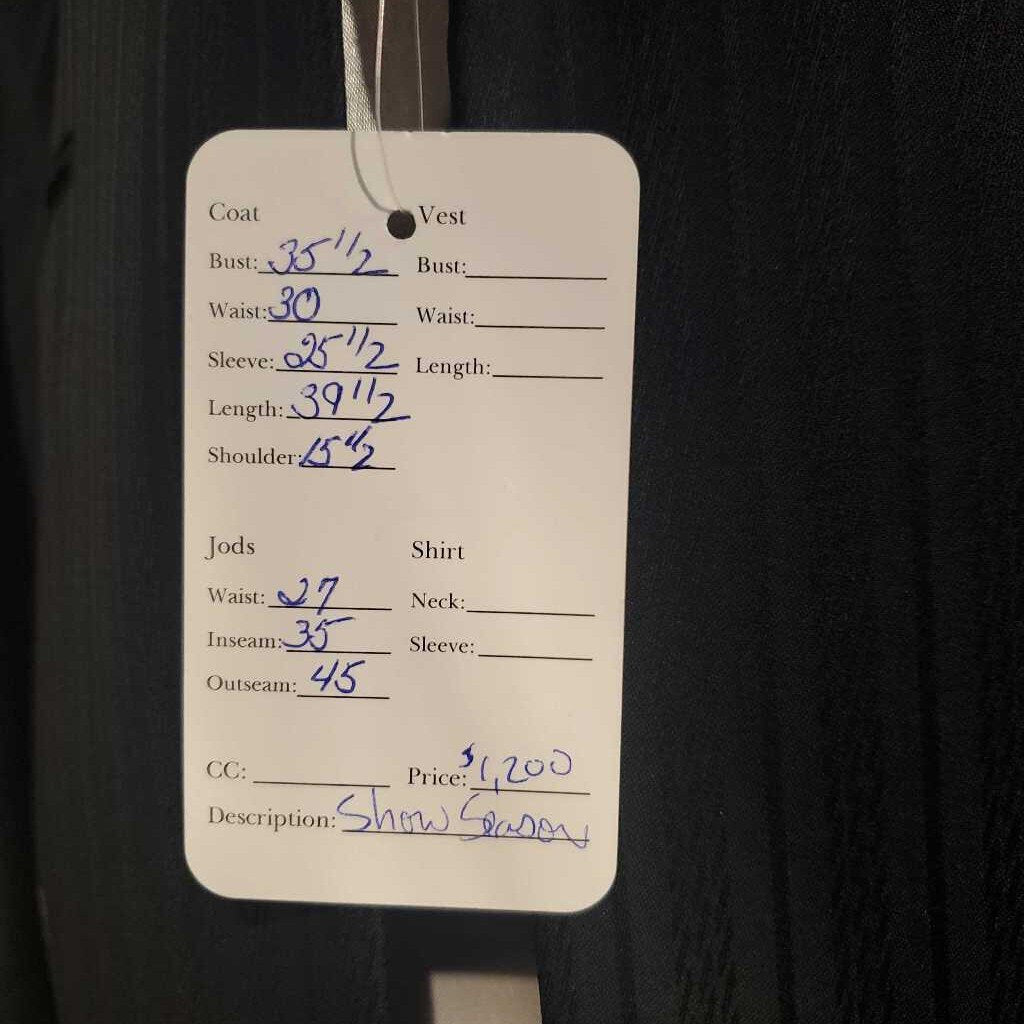 Coat Vest
Bust: 35 1/2 Bust:
Waist: 30 Waist:
Sleeve: 25 1/2 Length:
Length: 39 1/2
Shoulder: 15 1/2
Jods Shirt
Waist: 27 Neck:
Inseam: 35 Sleeve:
Outseam: 45
CC: Price: $1,200
Description: Show Season